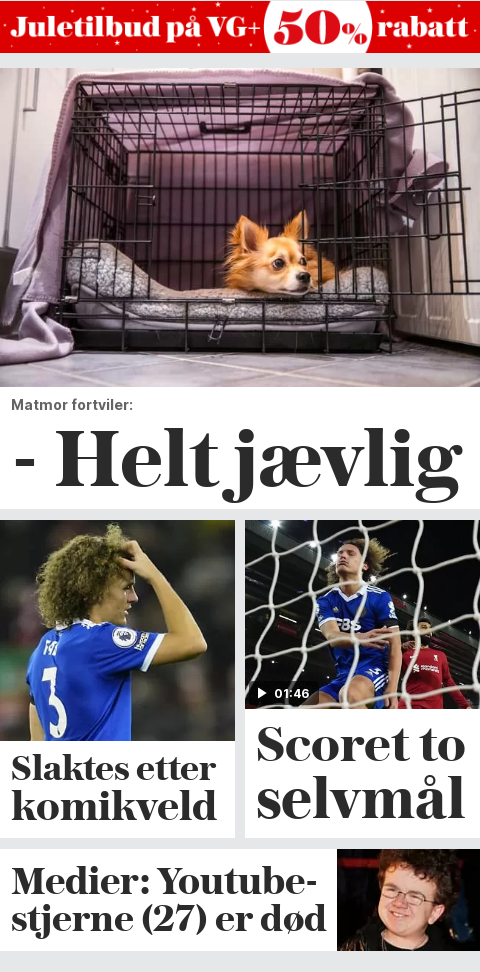 Juletilbud på VG+ 50% rabatt
Matmor fortviler:
- Helt jævlig
3
01:46
Slaktes etter
komikveld
Scoret to
selvmål
Medier: Youtube-
stjerne (27) er død